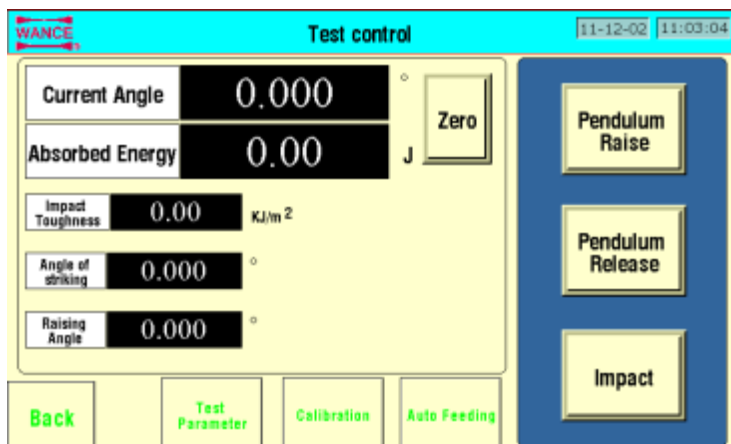 WANCE
Test control
11-12-02 11:03:04
Current Angle 0.000 °
Zero
Absorbed Energy 0.00 J
Impact
Toughness 0.00 KJ/m 2
Angle of
striking 0.000 °
Raising
Angle 0.000 °
Pendulum
Raise
Pendulum
Release
Impact
Back
Test
Parameter
Calibration
Auto Feeding